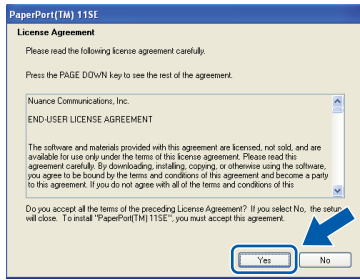 PaperPort(TM) 11SE
License Agreement
Please read the following license agreement carefully.
Press the PAGE DOWN key to see the rest of the agreement.
Nuance Communications, Inc.
END-USER LICENSE AGREEMENT
The software and materials provided with this agreement are licensed, not sold, and are
available for use only under the terms of this license agreement. Please read this
agreement carefully. By downloading, installing, copying, or otherwise using the software,
you agree to be bound by the terms and conditions of this agreement and become a party
to this agreement. If you do not agree with all of the terms and conditions of this
Do you accept all the terms of the preceding License Agreement? If you select No, the setup
will close. To install "PaperPort(TM) 11SE", you must accept this agreement.
Yes No